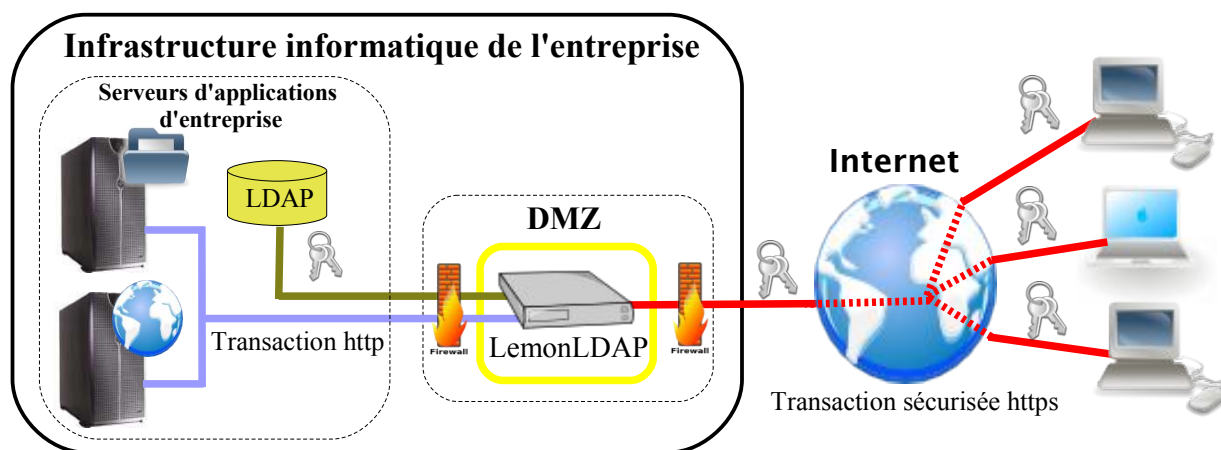 Infrastructure informatique de l'entreprise
Serveurs d'applications
d'entreprise
LDAP
DMZ
Internet
Transaction http
Firewall
LemonLDAP
Firewall
Transaction sécurisée https